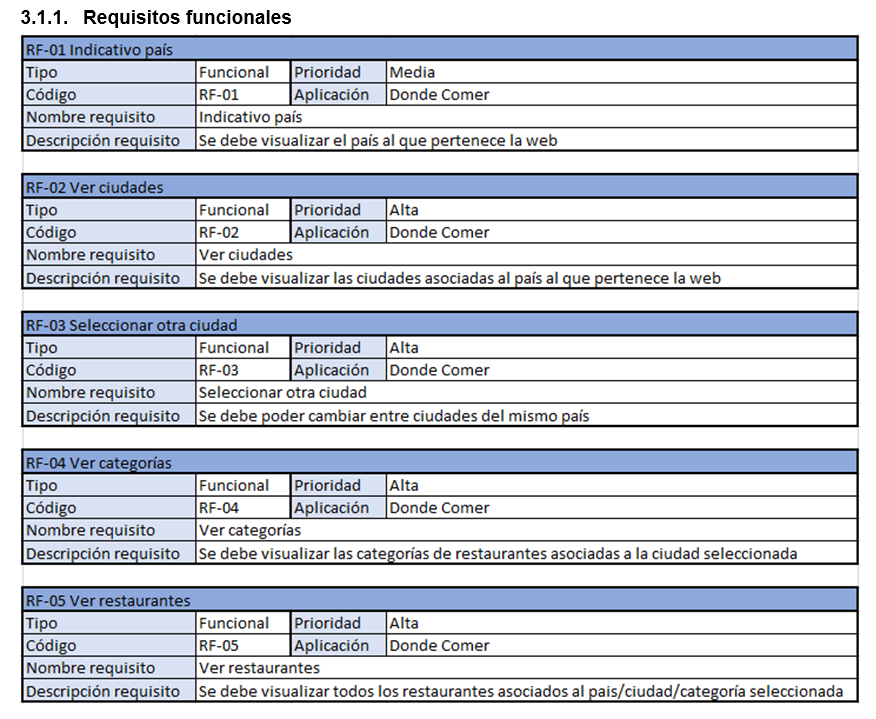 3.1.1. Requisitos funcionales
RF-01 Indicativo país
Tipo Funcional Prioridad Media
Código RF-01 Aplicación Donde Comer
Nombre requisito Indicativo país
Descripción requisito Se debe visualizar el país al que pertenece la web
RF-02 Ver ciudades
Tipo Funcional Prioridad Alta
Código RF-02 Aplicación Donde Comer
Nombre requisito Ver ciudades
Descripción requisito Se debe visualizar las ciudades asociadas al país al que pertenece la web
RF-03 Seleccionar otra ciudad
Tipo Funcional Prioridad Alta
Código RF-03 Aplicación Donde Comer
Nombre requisito Seleccionar otra ciudad
Descripción requisito Se debe poder cambiar entre ciudades del mismo país
RF-04 Ver categorías
Tipo Funcional Prioridad Alta
Código RF-04 Aplicación Donde Comer
Nombre requisito Ver categorías
Descripción requisito Se debe visualizar las categorías de restaurantes asociadas a la ciudad seleccionada
RF-05 Ver restaurantes
Tipo Funcional Prioridad Alta
Código RF-05 Aplicación Donde Comer
Nombre requisito Ver restaurantes
Descripción requisito Se debe visualizar todos los restaurantes asociados al pais/ciudad/categoría seleccionada